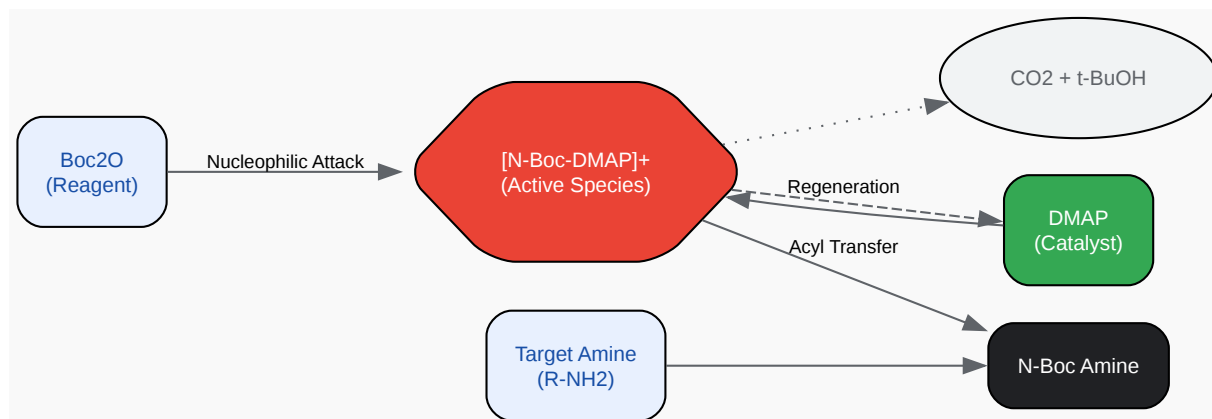 CO2 + t-BuOH
Boc2O
(Reagent)
Nucleophilic Attack
[N-Boc-DMAP]+
(Active Species)
Regeneration
DMAP
(Catalyst)
Acyl Transfer
Target Amine
(R-NH2)
N-Boc Amine